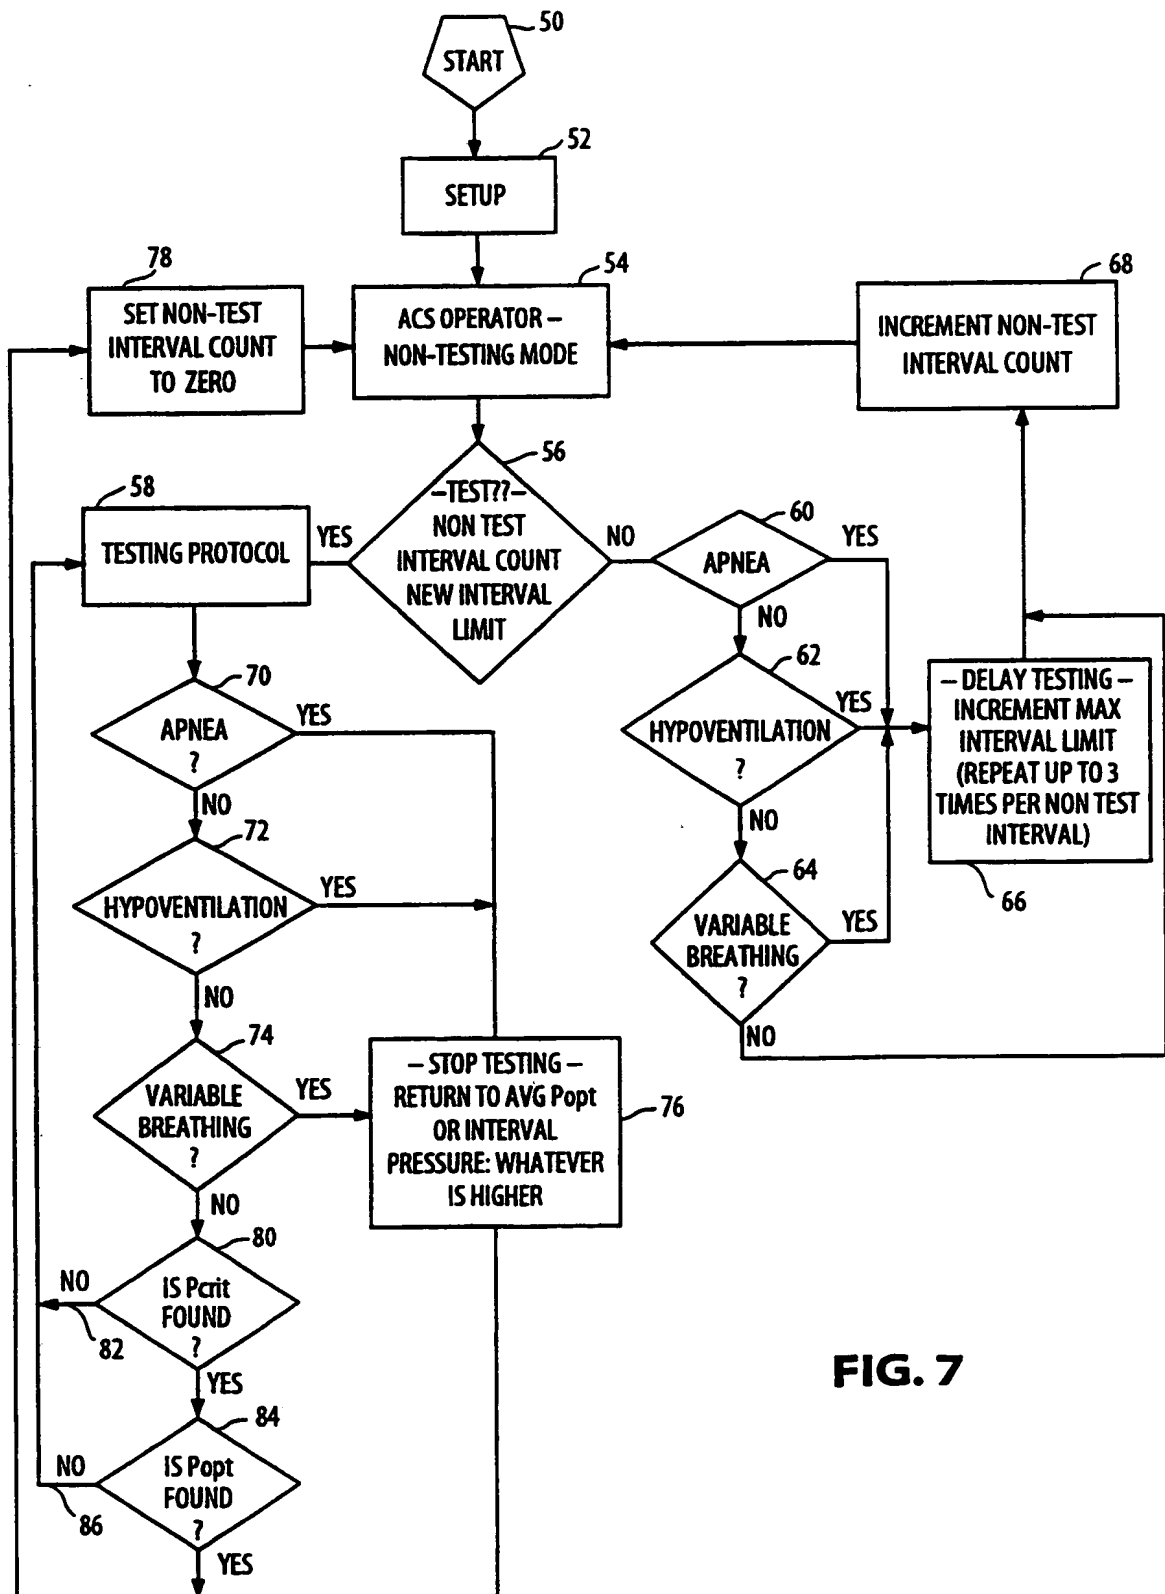 50
START
52
SETUP
78
SET NON-TEST
INTERVAL COUNT
TO ZERO
54
ACS OPERATOR –
NON-TESTING MODE
68
INCREMENT NON-TEST
INTERVAL COUNT
56
–TEST??–
NON TEST
INTERVAL COUNT
NEW INTERVAL
LIMIT
YES
NO
58
TESTING PROTOCOL
60
APNEA
YES
NO
62
HYPOVENTILATION
?
YES
NO
64
VARIABLE
BREATHING
?
YES
NO
– DELAY TESTING –
INCREMENT MAX
INTERVAL LIMIT
(REPEAT UP TO 3
TIMES PER NON TEST
INTERVAL)
66
70
APNEA
?
YES
NO
72
HYPOVENTILATION
?
YES
NO
74
VARIABLE
BREATHING
?
YES
NO
– STOP TESTING –
RETURN TO AVG Popt
OR INTERVAL
PRESSURE: WHATEVER
IS HIGHER
76
80
IS Pcrit
FOUND
?
NO
82
YES
84
IS Popt
FOUND
?
NO
86
YES
FIG. 7